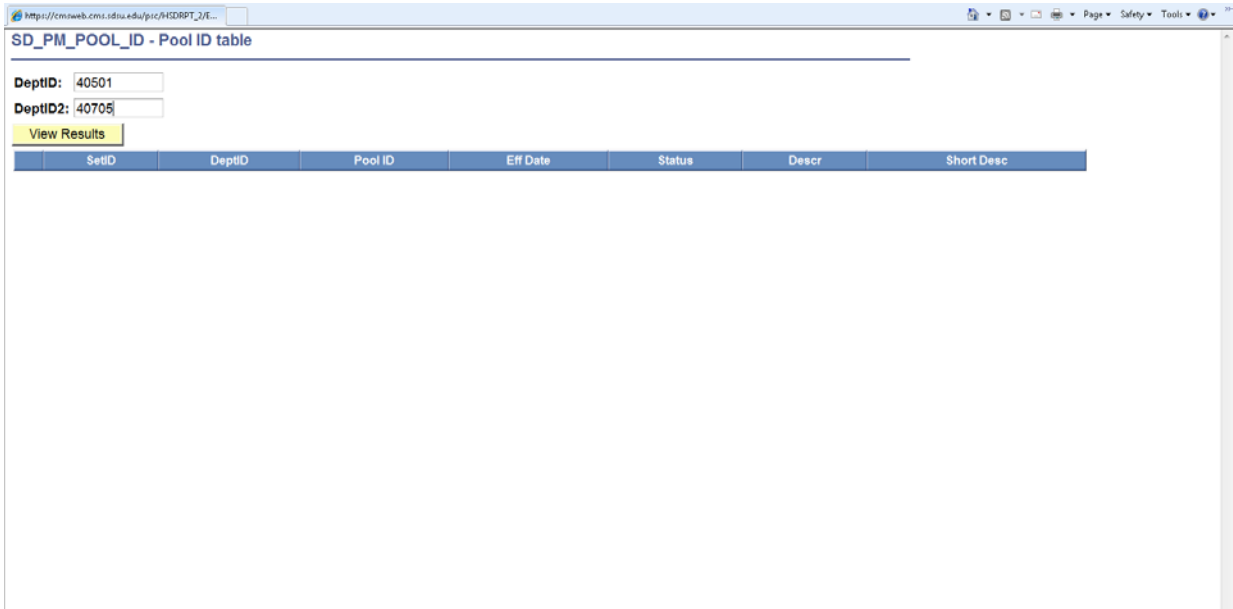 https://cmsweb.cms.sdsu.edu/psc/HSDRPT_2/E... Page Safety Tools
SD_PM_POOL_ID - Pool ID table
DeptID: 40501
DeptID2: 40705
View Results
SetID DeptID Pool ID Eff Date Status Descr Short Desc